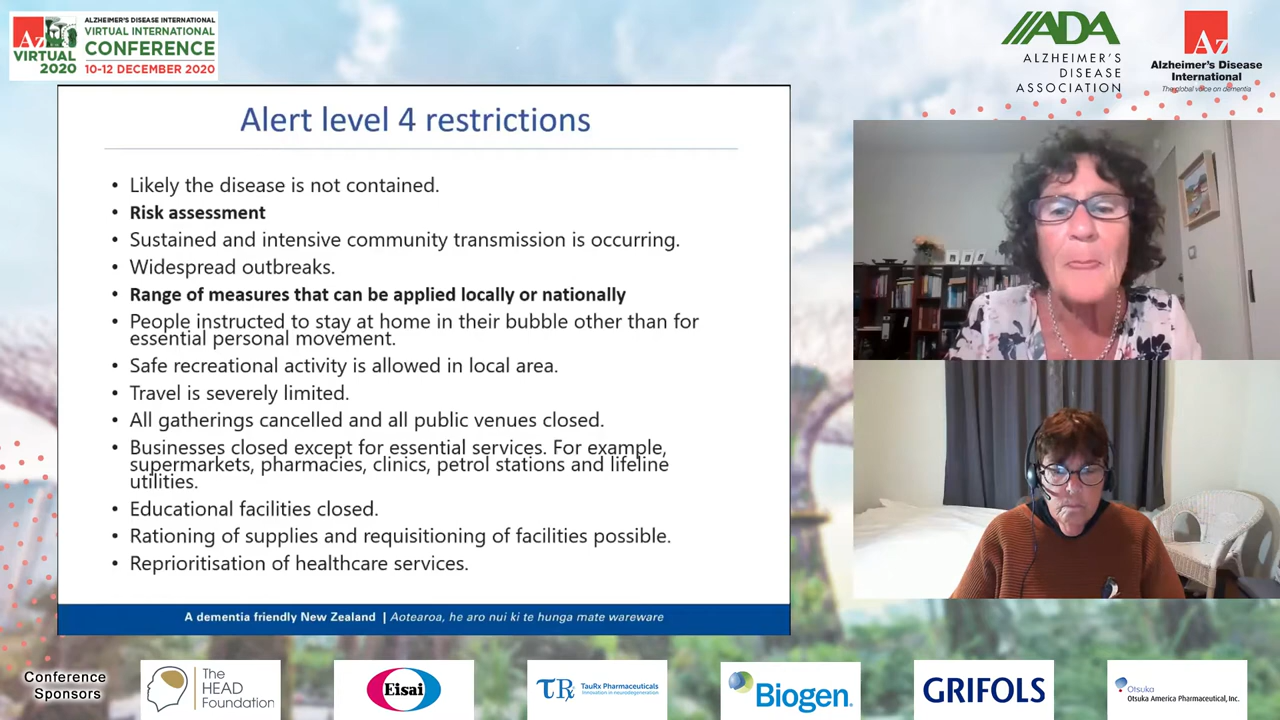 ALZHEIMER'S DISEASE INTERNATIONAL
VIRTUAL INTERNATIONAL
CONFERENCE
10-12 DECEMBER 2020
Az
VIRTUAL
2020
ADA
ALZHEIMER'S
DISEASE
ASSOCIATION
Az
Alzheimer's Disease
International
The global voice on dementia
Alert level 4 restrictions
• Likely the disease is not contained.
• Risk assessment
• Sustained and intensive community transmission is occurring.
• Widespread outbreaks.
• Range of measures that can be applied locally or nationally
• People instructed to stay at home in their bubble other than for
essential personal movement.
• Safe recreational activity is allowed in local area.
• Travel is severely limited.
• All gatherings cancelled and all public venues closed.
• Businesses closed except for essential services. For example,
supermarkets, pharmacies, clinics, petrol stations and lifeline
utilities.
• Educational facilities closed.
• Rationing of supplies and requisitioning of facilities possible.
• Reprioritisation of healthcare services.
A dementia friendly New Zealand | Aotearoa, he aro nui ki te hunga mate wareware
Conference
Sponsors
The
HEAD
Foundation
Eisai
TRx TauRx Pharmaceuticals
Innovation in neurodegeneration
Biogen
GRIFOLS
Otsuka
Otsuka America Pharmaceutical, Inc.